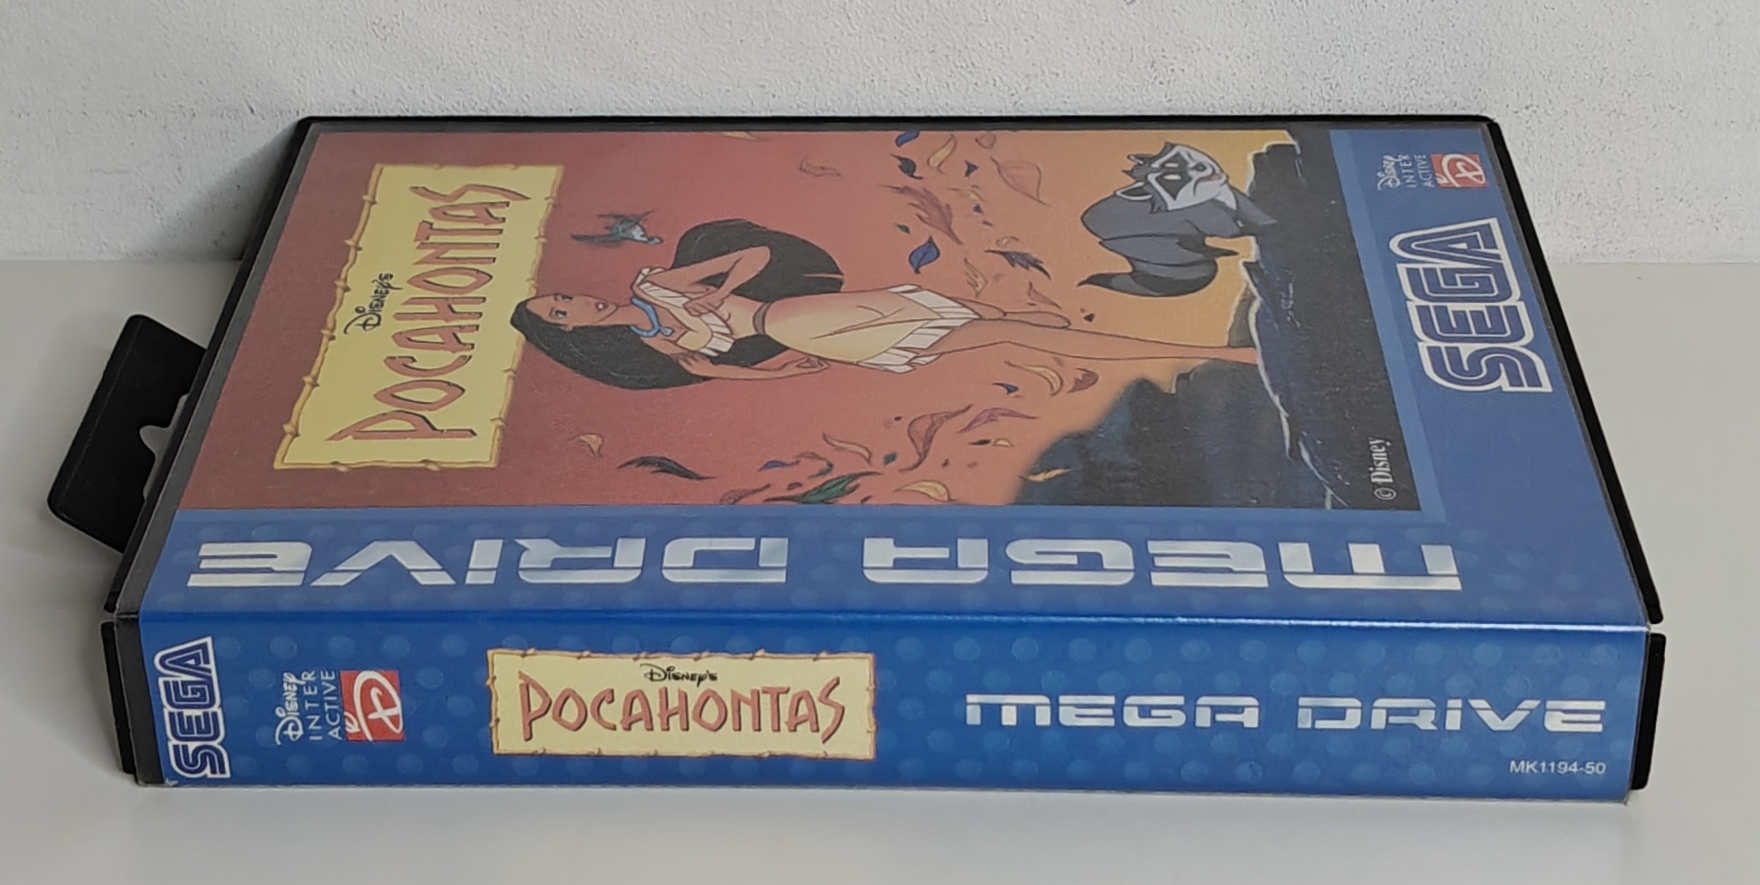 Disney's
POCAHONTAS
© Disney
Disney
INTER
ACTIVE
D
SEGA
MEGA DRIVE
SEGA
Disney
INTER
ACTIVE
D
Disney's
POCAHONTAS
MEGA DRIVE
MK1194-50